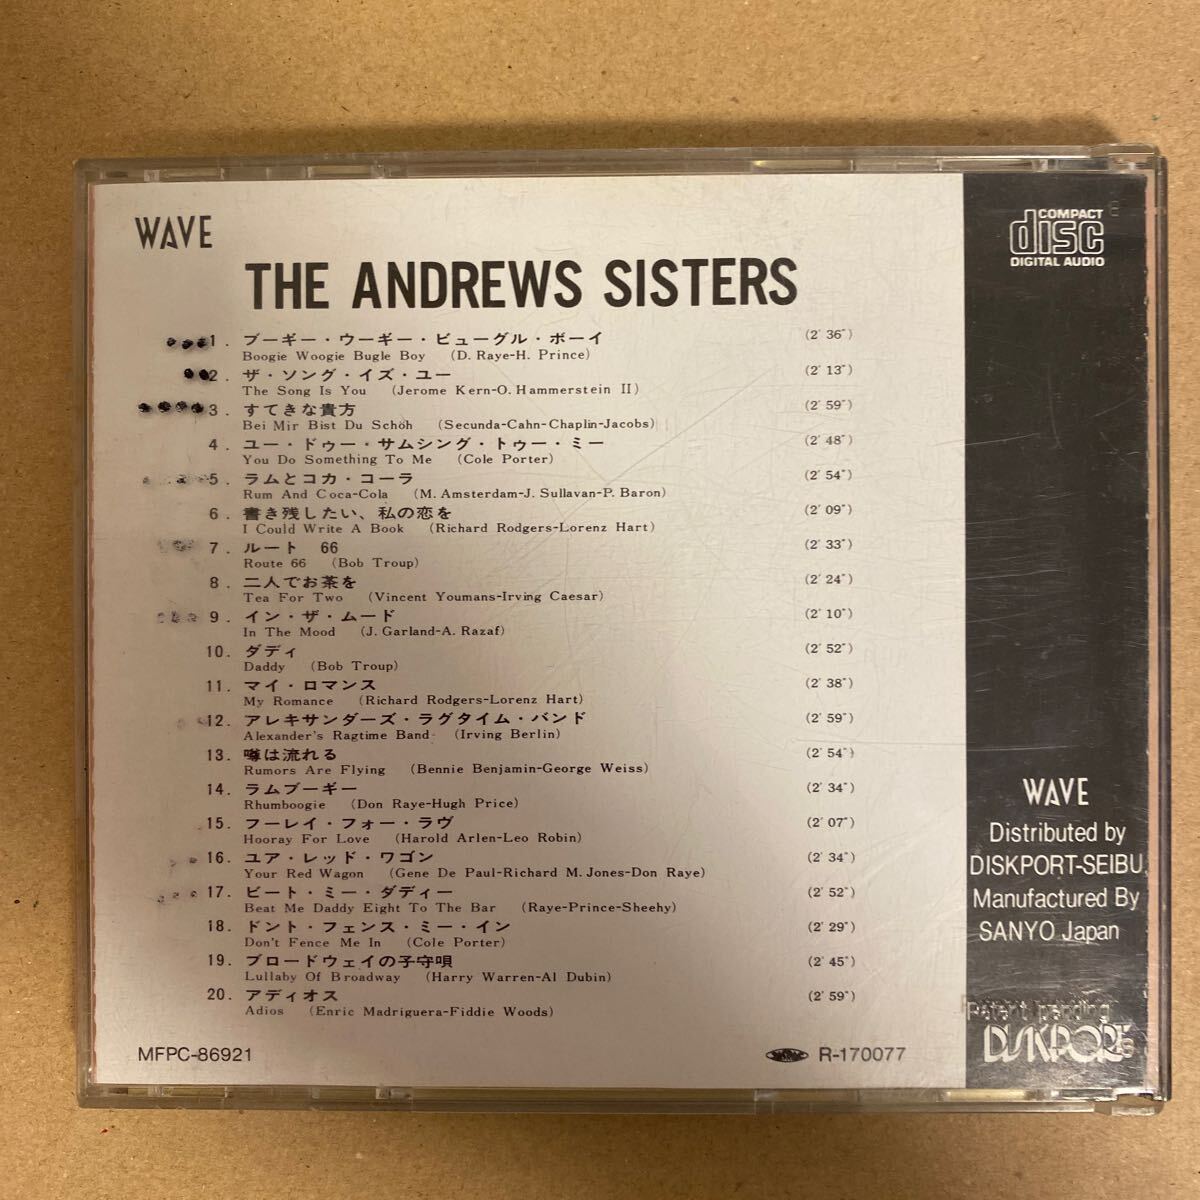 WAVE
THE ANDREWS SISTERS
1. ブーギー・ウーギー・ビューグル・ボーイ (2' 36")
Boogie Woogie Bugle Boy (D. Raye-H. Prince)
2. ザ・ソング・イズ・ユー (2' 13")
The Song Is You (Jerome Kern-O. Hammerstein II)
3. すてきな貴方 (2' 59")
Bei Mir Bist Du Schöh (Secunda-Cahn-Chaplin-Jacobs)
4. ユー・ドゥー・サムシング・トゥー・ミー (2' 48")
You Do Something To Me (Cole Porter)
5. ラムとコカ・コーラ (2' 54")
Rum And Coca-Cola (M. Amsterdam-J. Sullavan-P. Baron)
6. 書き残したい、私の恋を (2' 09")
I Could Write A Book (Richard Rodgers-Lorenz Hart)
7. ルート 66 (2' 33")
Route 66 (Bob Troup)
8. 二人でお茶を (2' 24")
Tea For Two (Vincent Youmans-Irving Caesar)
9. イン・ザ・ムード (2' 10")
In The Mood (J. Garland-A. Razaf)
10. ダディ (2' 52")
Daddy (Bob Troup)
11. マイ・ロマンス (2' 38")
My Romance (Richard Rodgers-Lorenz Hart)
12. アレキサンダーズ・ラグタイム・バンド (2' 59")
Alexander's Ragtime Band (Irving Berlin)
13. 噂は流れる (2' 54")
Rumors Are Flying (Bennie Benjamin-George Weiss)
14. ラムブーギー (2' 34")
Rhumboogie (Don Raye-Hugh Price)
15. フーレイ・フォー・ラヴ (2' 07")
Hooray For Love (Harold Arlen-Leo Robin)
16. ユア・レッド・ワゴン (2' 34")
Your Red Wagon (Gene De Paul-Richard M. Jones-Don Raye)
17. ビート・ミー・ダディー (2' 52")
Beat Me Daddy Eight To The Bar (Raye-Prince-Sheehy)
18. ドント・フェンス・ミー・イン (2' 29")
Don't Fence Me In (Cole Porter)
19. ブロードウェイの子守唄 (2' 45")
Lullaby Of Broadway (Harry Warren-Al Dubin)
20. アディオス (2' 59")
Adios (Enric Madriguera-Fiddie Woods)
MFPC-86921
R-170077
COMPACT
disc
DIGITAL AUDIO
WAVE
Distributed by
DISKPORT-SEIBU
Manufactured By
SANYO Japan
Patent pending
DISKPORT